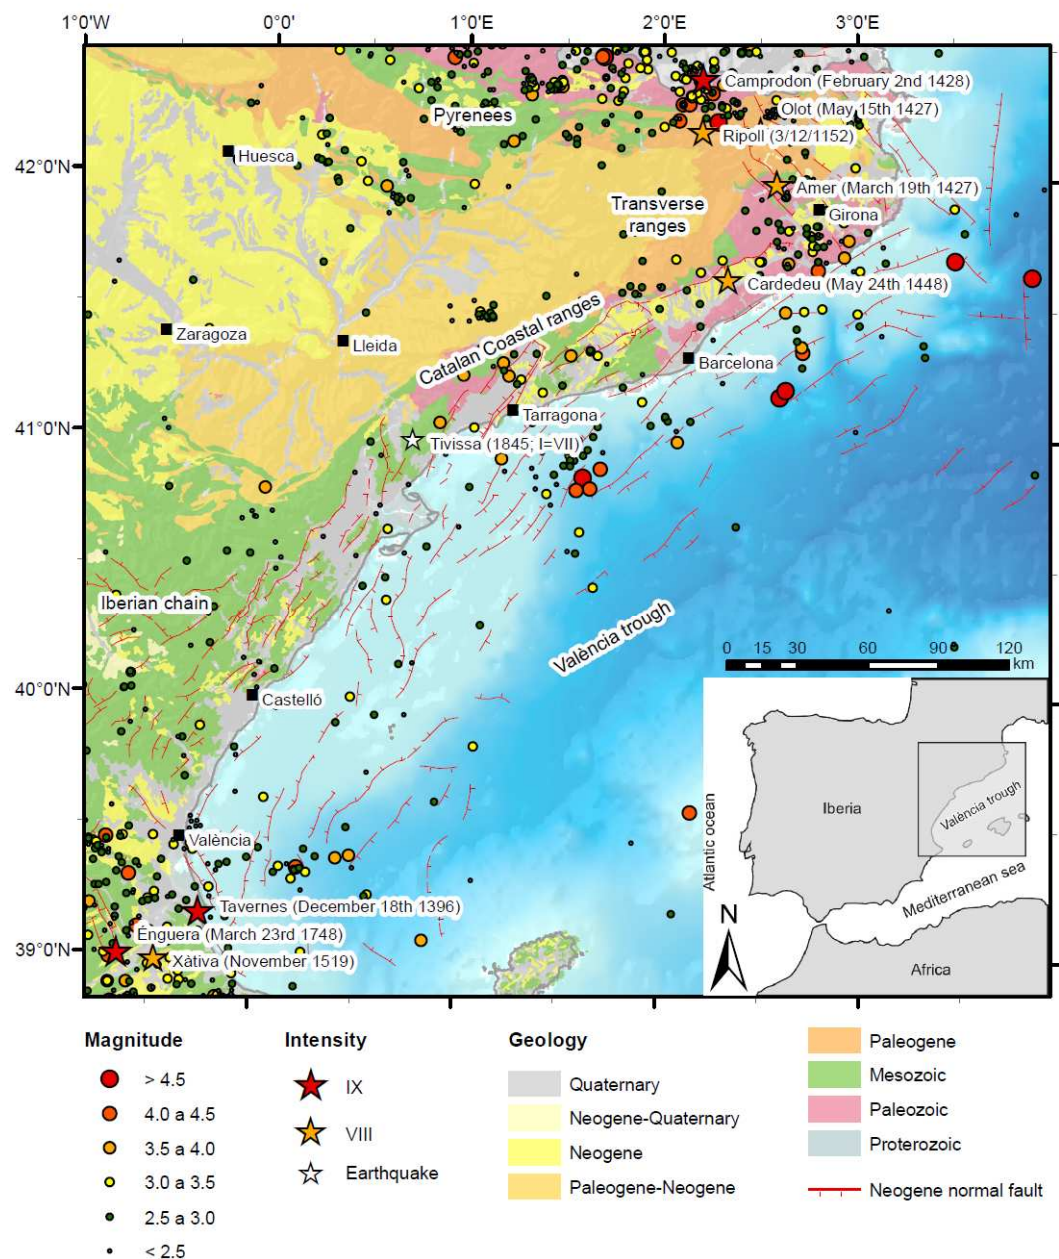 1°0'W
0°0'
1°0'E
2°0'E
3°0'E
Campodon (February 2nd 1428)
Olot (May 15th 1427)
Pyrenees
Ripoll (3/12/1152)
Huesca
42°0'N
Amer (March 19th 1427)
Transverse
ranges
Girona
Cardedeu (May 24th 1448)
Catalan Coastal ranges
Zaragoza
Lleida
Barcelona
Tarragona
41°0'N
Tivissa (1845; I=VII)
Iberian chain
València trough
0 15 30 60 90 120
km
40°0'N
Castelló
Iberia
València trough
Atlantic ocean
València
Mediterranean sea
Tavernes (December 18th 1396)
N
Énguera (March 23rd 1748)
39°0'N
Xàtiva (November 1519)
Africa
Magnitude
> 4.5
4.0 a 4.5
3.5 a 4.0
3.0 a 3.5
2.5 a 3.0
< 2.5
Intensity
IX
VIII
Earthquake
Geology
Quaternary
Neogene-Quaternary
Neogene
Paleogene-Neogene
Paleogene
Mesozoic
Paleozoic
Proterozoic
Neogene normal fault